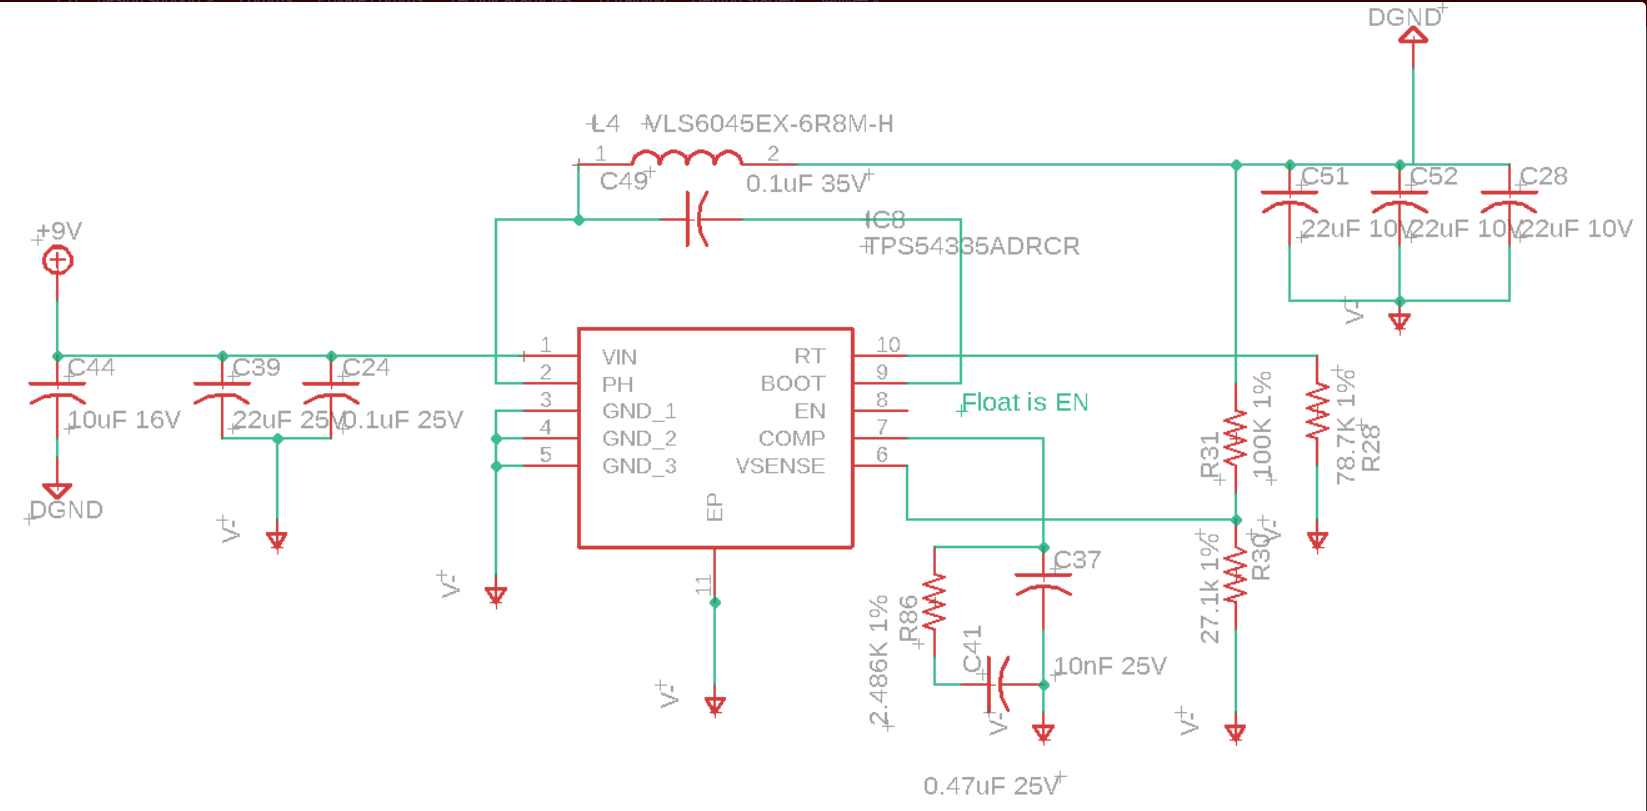 DGND
L4 VLS6045EX-6R8M-H
1
2
C49
0.1uF 35V
C51
C52
C28
22uF 10V
22uF 10V
22uF 10V
V-
+9V
IC8
TPS54335ADRCR
C44
10uF 16V
DGND
C39
22uF 25V
C24
0.1uF 25V
V-
1
VIN
2
PH
3
GND_1
4
GND_2
5
GND_3
RT
10
BOOT
9
EN
8
COMP
7
VSENSE
6
EP
11
Float is EN
V-
V-
R31
100K 1%
78.7K 1%
R28
V-
R30
27.1k 1%
V-
C37
10nF 25V
R86
2.486K 1%
C41
V-
0.47uF 25V